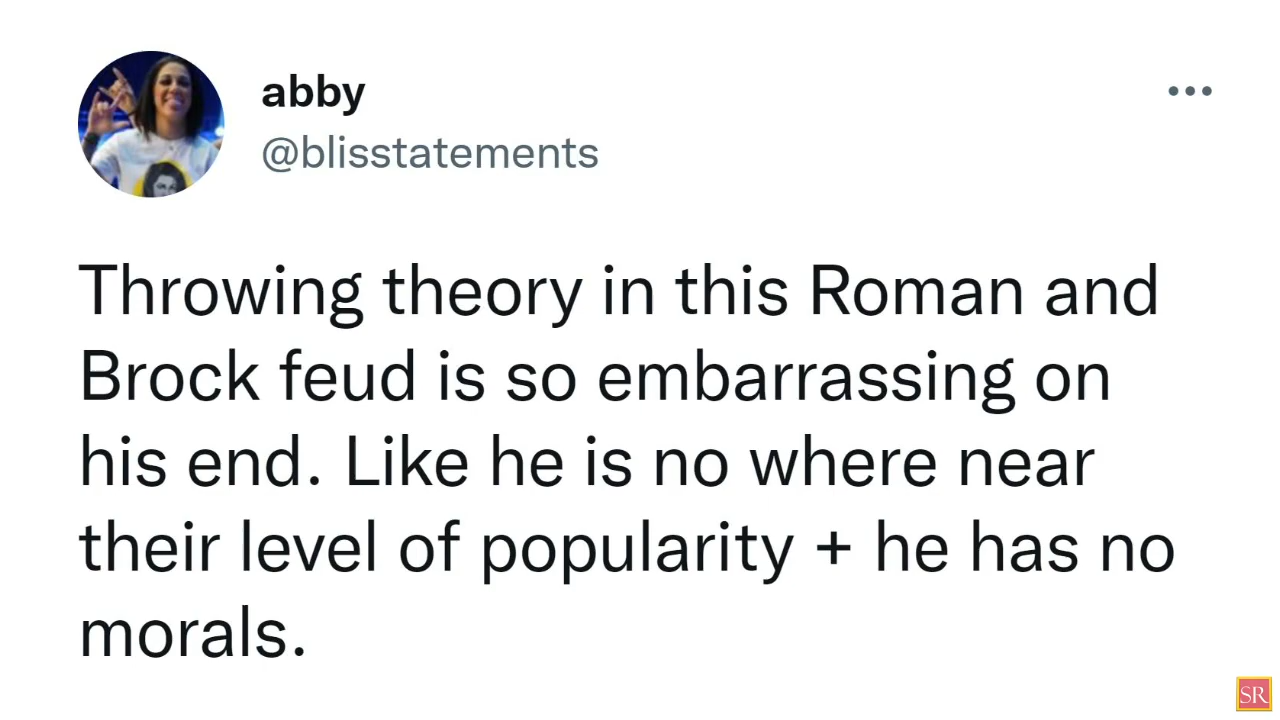 abby
@blisstatements
Throwing theory in this Roman and
Brock feud is so embarrassing on
his end. Like he is no where near
their level of popularity + he has no
morals.
SR